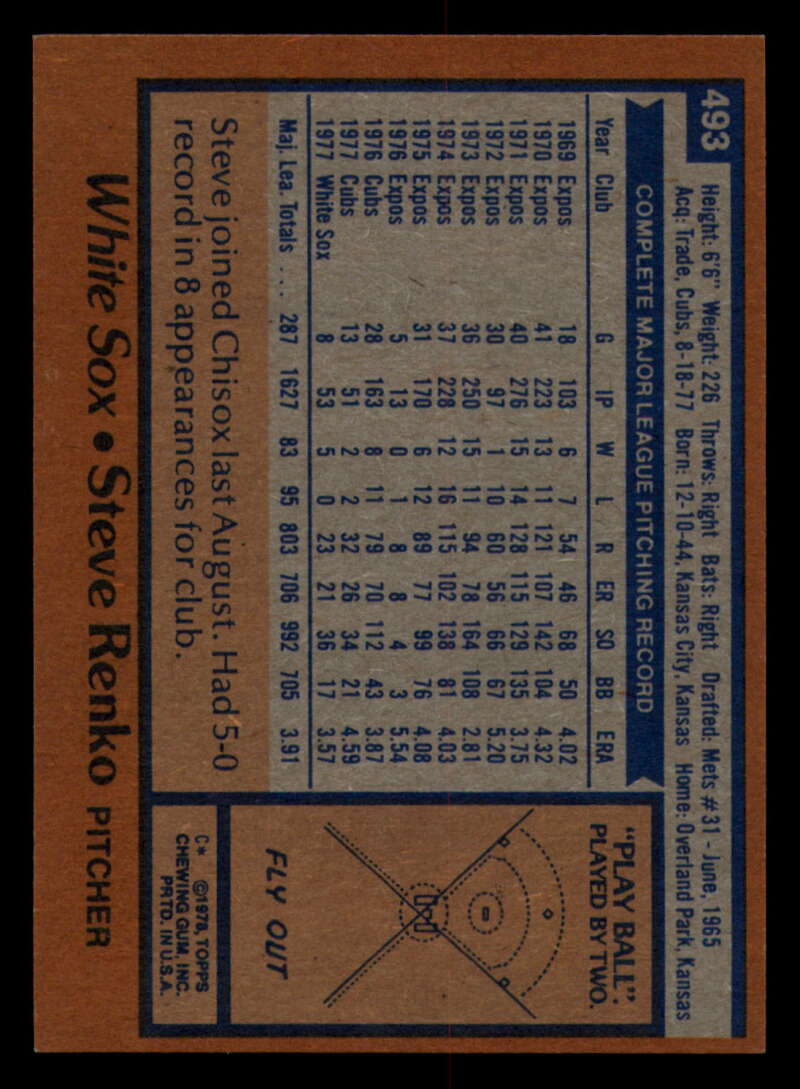 493
Height: 6'6" Weight: 226 Throws: Right Bats: Right Drafted: Mets #31 - June, 1965
Acq: Trade, Cubs, 8-18-77 Born: 12-10-44, Kansas City, Kansas Home: Overland Park, Kansas
COMPLETE MAJOR LEAGUE PITCHING RECORD
Year Club G IP W L R ER SO BB ERA
1969 Expos 18 103 6 7 54 46 68 50 4.02
1970 Expos 41 223 13 11 121 107 142 104 4.32
1971 Expos 40 276 15 14 128 115 129 135 3.75
1972 Expos 30 97 1 10 60 56 66 67 5.20
1973 Expos 36 250 15 11 94 78 164 108 2.81
1974 Expos 37 228 12 16 115 102 138 81 4.03
1975 Expos 31 170 6 12 89 77 99 76 4.08
1976 Expos 5 13 0 1 8 8 4 3 5.54
1976 Cubs 28 163 8 11 79 70 112 43 3.87
1977 Cubs 13 51 2 2 32 26 34 21 4.59
1977 White Sox 8 53 5 0 23 21 36 17 3.57
Maj. Lea. Totals . . . . 287 1627 83 95 803 706 992 705 3.91
Steve joined Chisox last August. Had 5-0
record in 8 appearances for club.
"PLAY BALL":
PLAYED BY TWO.
FLY OUT
C* ©1978, TOPPS
CHEWING GUM, INC.
PRTD. IN U.S.A.
White Sox • Steve Renko PITCHER